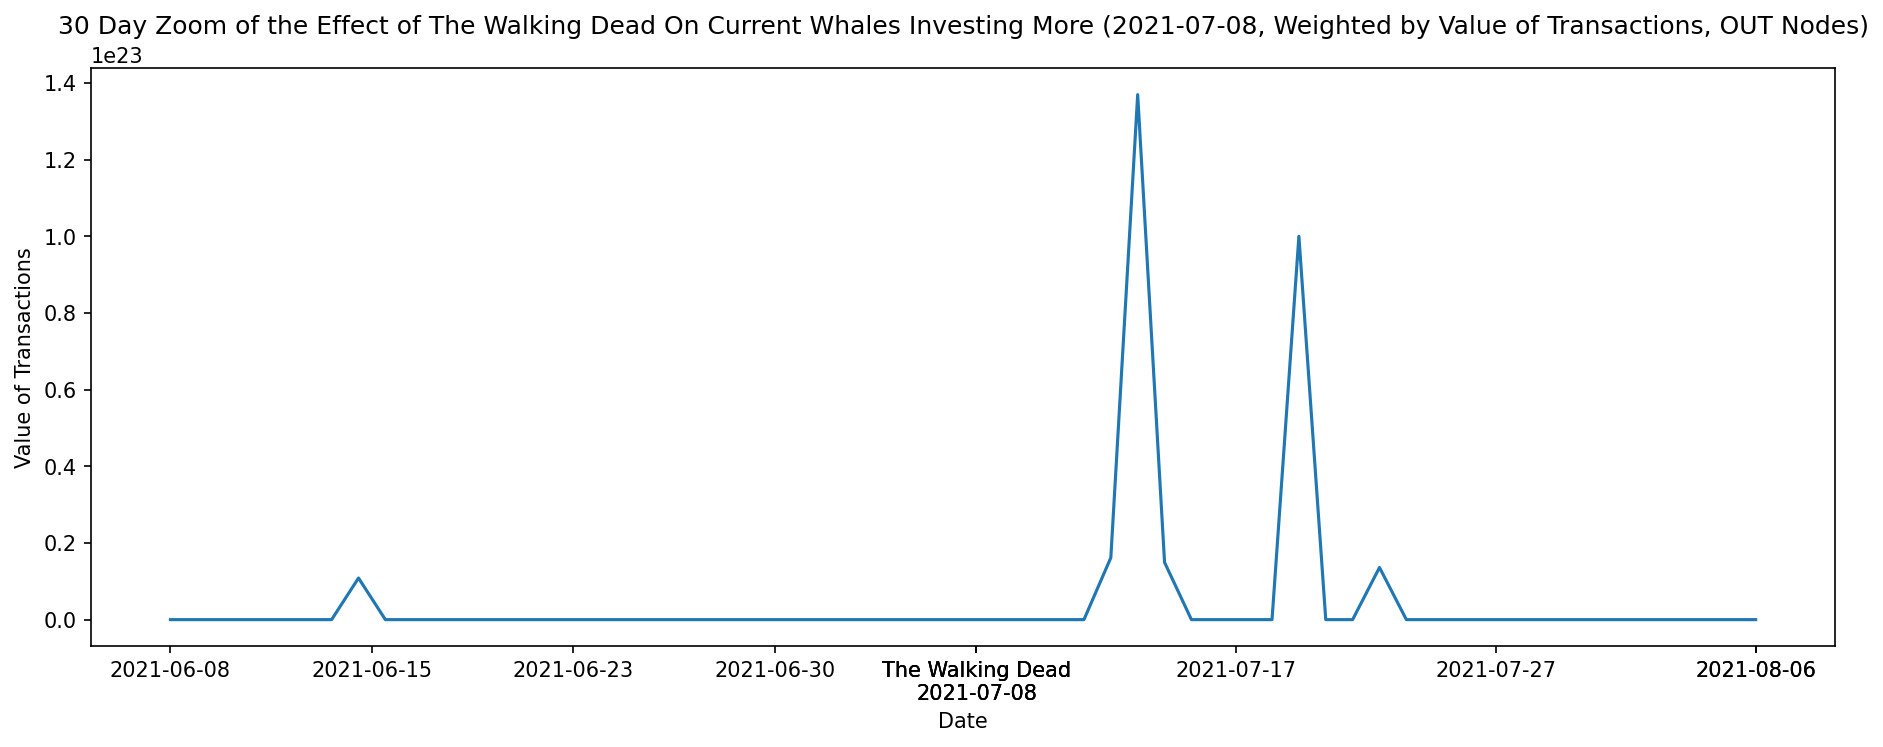 30 Day Zoom of the Effect of The Walking Dead On Current Whales Investing More (2021-07-08, Weighted by Value of Transactions, OUT Nodes)
1e23
1.4
1.2
1.0
0.8
0.6
0.4
0.2
0.0
Value of Transactions
2021-06-08 2021-06-15 2021-06-23 2021-06-30 The Walking Dead 2021-07-17 2021-07-27 2021-08-06
2021-07-08
Date